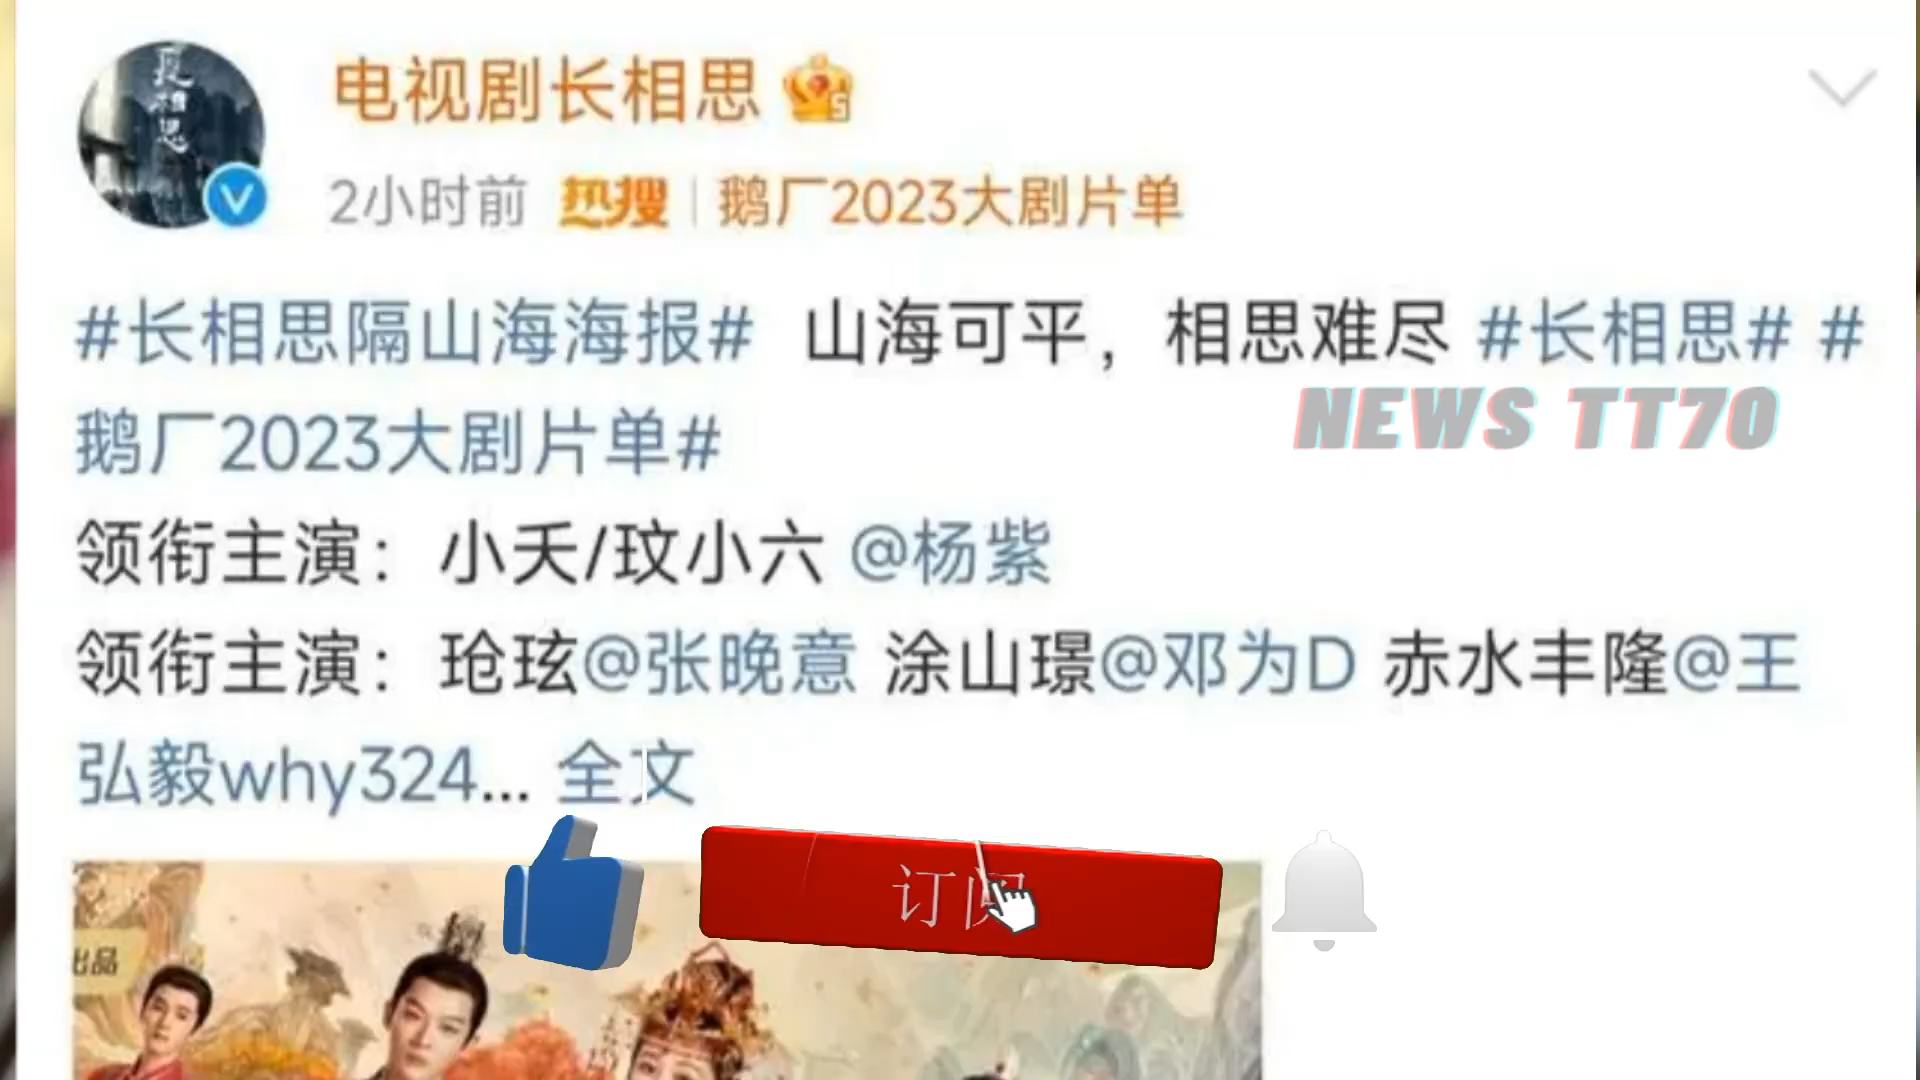 长相思
电视剧长相思
2小时前 热搜 鹅厂2023大剧片单
#长相思隔山海海报# 山海可平，相思难尽 #长相思# #
NEWS TT70
鹅厂2023大剧片单#
领衔主演：小夭/玟小六 @杨紫
领衔主演：玱玹@张晚意 涂山璟@邓为D 赤水丰隆@王
弘毅why324... 全文
订阅
出品